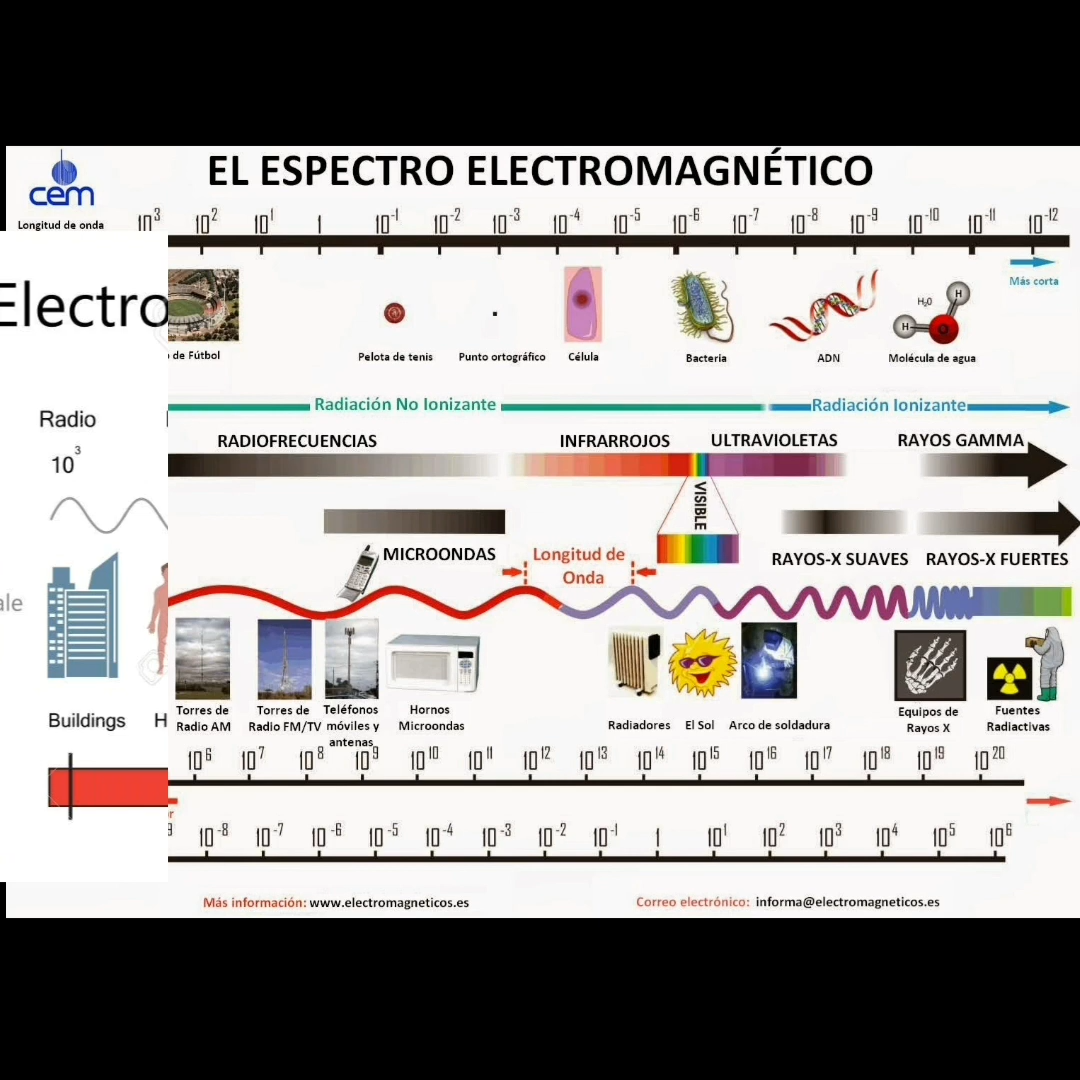 cem
EL ESPECTRO ELECTROMAGNÉTICO
Longitud de onda
10³ 10² 10¹ 1 10⁻¹ 10⁻² 10⁻³ 10⁻⁴ 10⁻⁵ 10⁻⁶ 10⁻⁷ 10⁻⁸ 10⁻⁹ 10⁻¹⁰ 10⁻¹¹ 10⁻¹²
Más corta
Electro
H₂O
H
H
O
de Fútbol
Pelota de tenis
Punto ortográfico
Célula
Bacteria
ADN
Molécula de agua
Radiación No Ionizante
Radiación Ionizante
Radio
10³
RADIOFRECUENCIAS
INFRARROJOS
ULTRAVIOLETAS
RAYOS GAMMA
VISIBLE
MICROONDAS
Longitud de
Onda
RAYOS-X SUAVES
RAYOS-X FUERTES
ale
Buildings
H
Torres de
Radio AM
Torres de
Radio FM/TV
Teléfonos
móviles y
antenas
Hornos
Microondas
Radiadores
El Sol
Arco de soldadura
Equipos de
Rayos X
Fuentes
Radiactivas
10⁶ 10⁷ 10⁸ 10⁹ 10¹⁰ 10¹¹ 10¹² 10¹³ 10¹⁴ 10¹⁵ 10¹⁶ 10¹⁷ 10¹⁸ 10¹⁹ 10²⁰
10⁻⁸ 10⁻⁷ 10⁻⁶ 10⁻⁵ 10⁻⁴ 10⁻³ 10⁻² 10⁻¹ 1 10¹ 10² 10³ 10⁴ 10⁵ 10⁶
Más información: www.electromagneticos.es
Correo electrónico: informa@electromagneticos.es